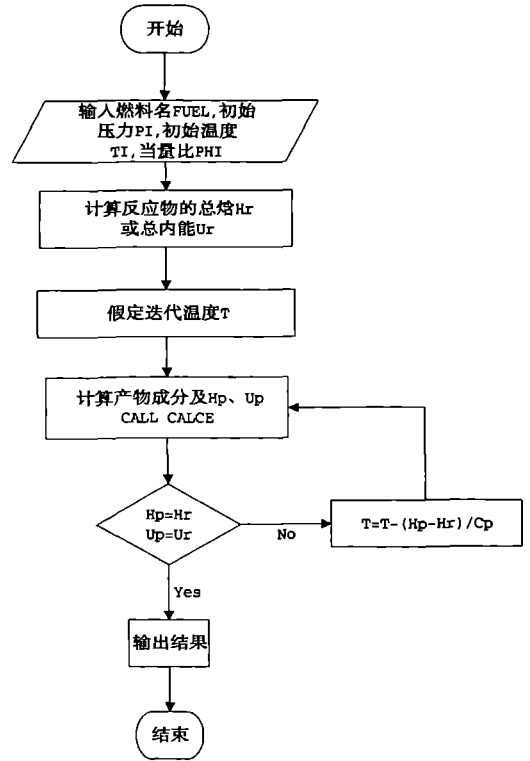 开始
输入燃料名FUEL,初始
压力PI,初始温度
TI,当量比PHI
计算反应物的总焓Hr
或总内能Ur
假定迭代温度T
计算产物成分及Hp、Up
CALL CALCE
Hp=Hr
Up=Ur
No
T=T-(Hp-Hr)/Cp
Yes
输出结果
结束